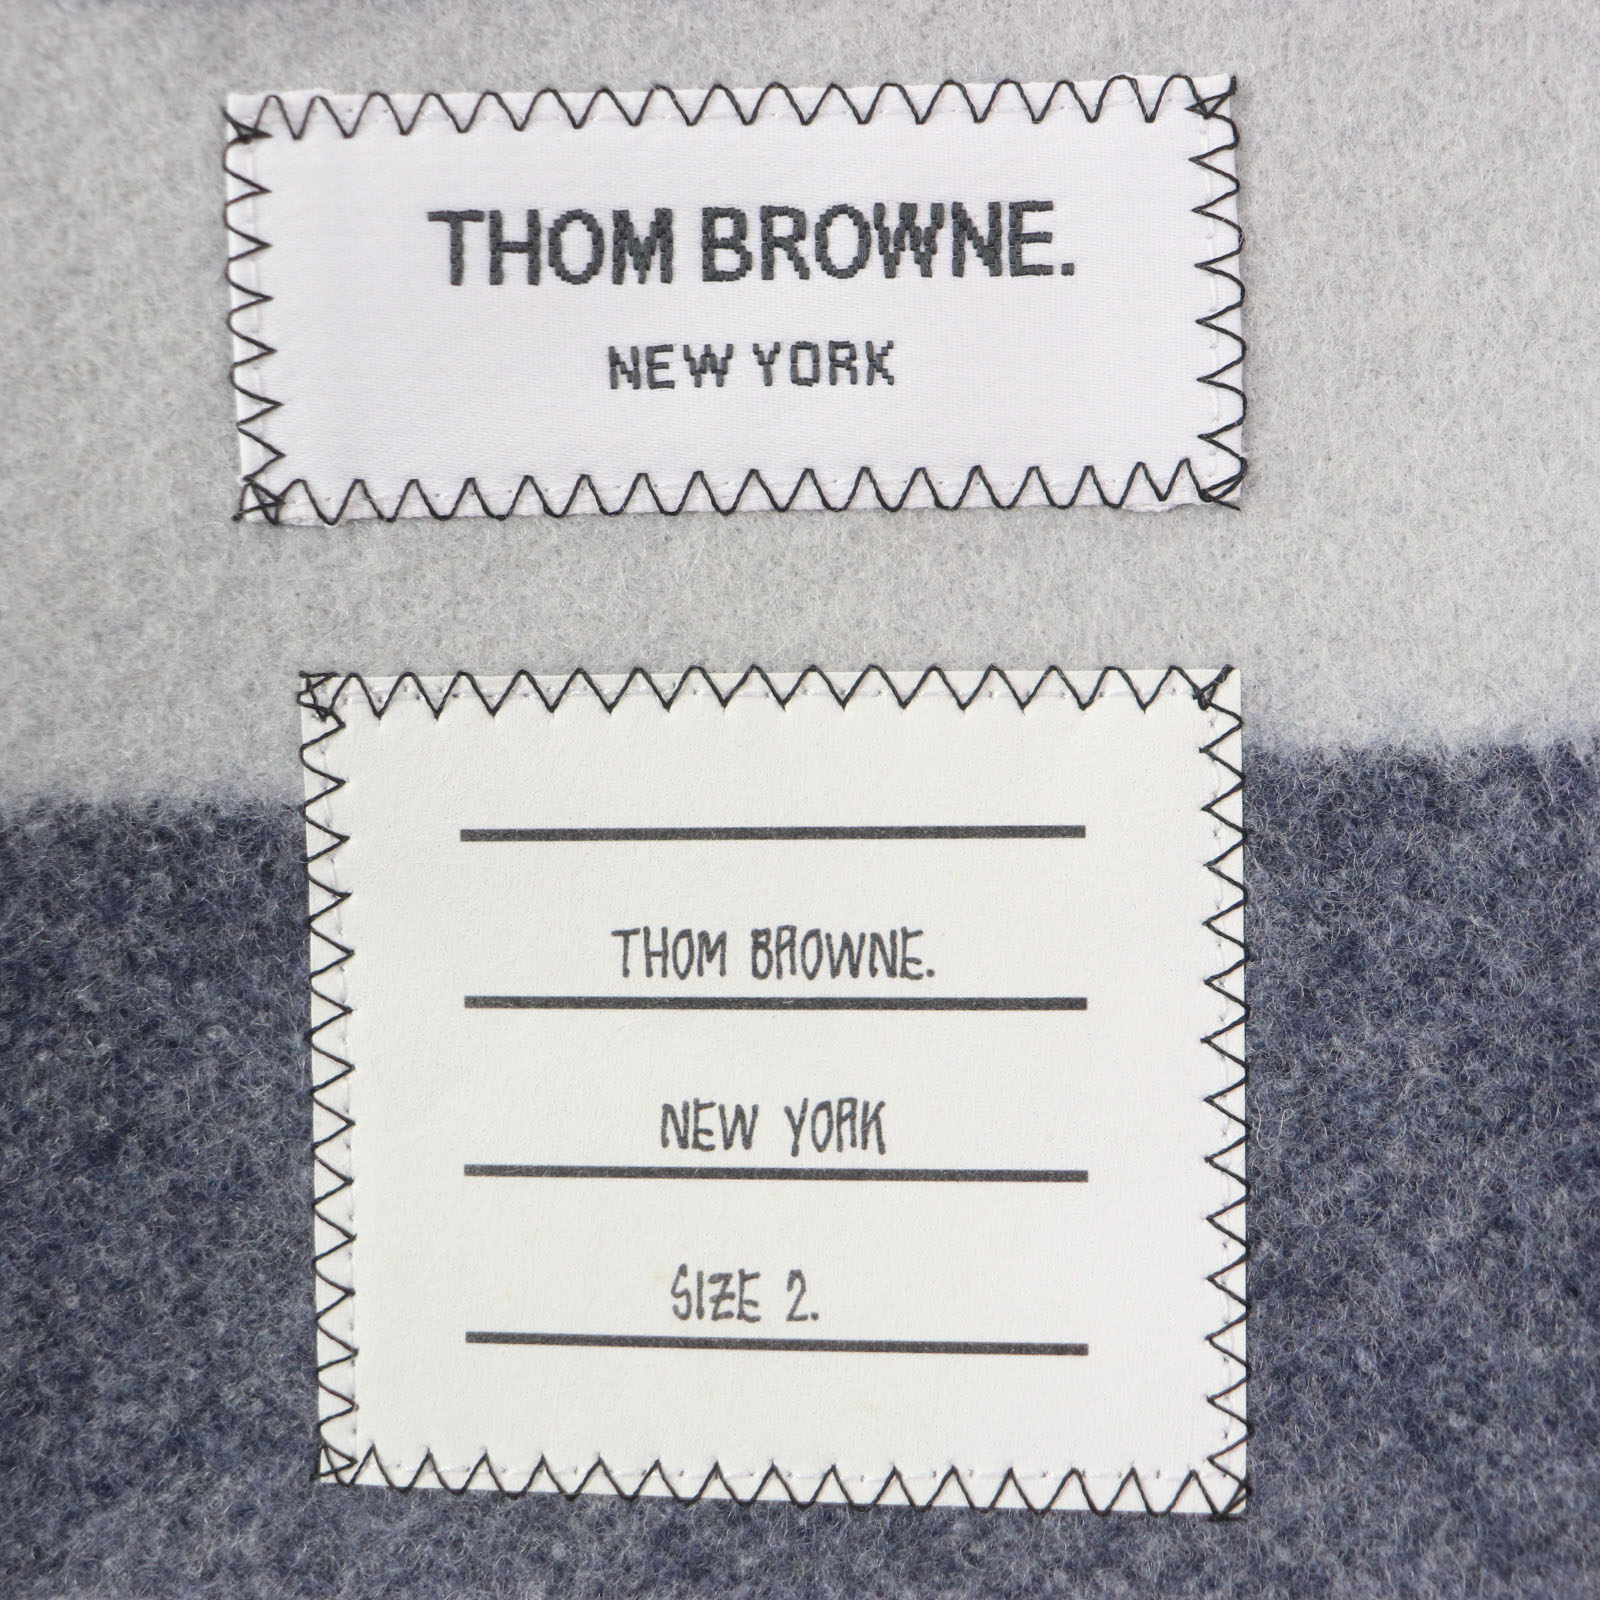 THOM BROWNE.
NEW YORK
THOM BROWNE.
NEW YORK
SIZE 2.